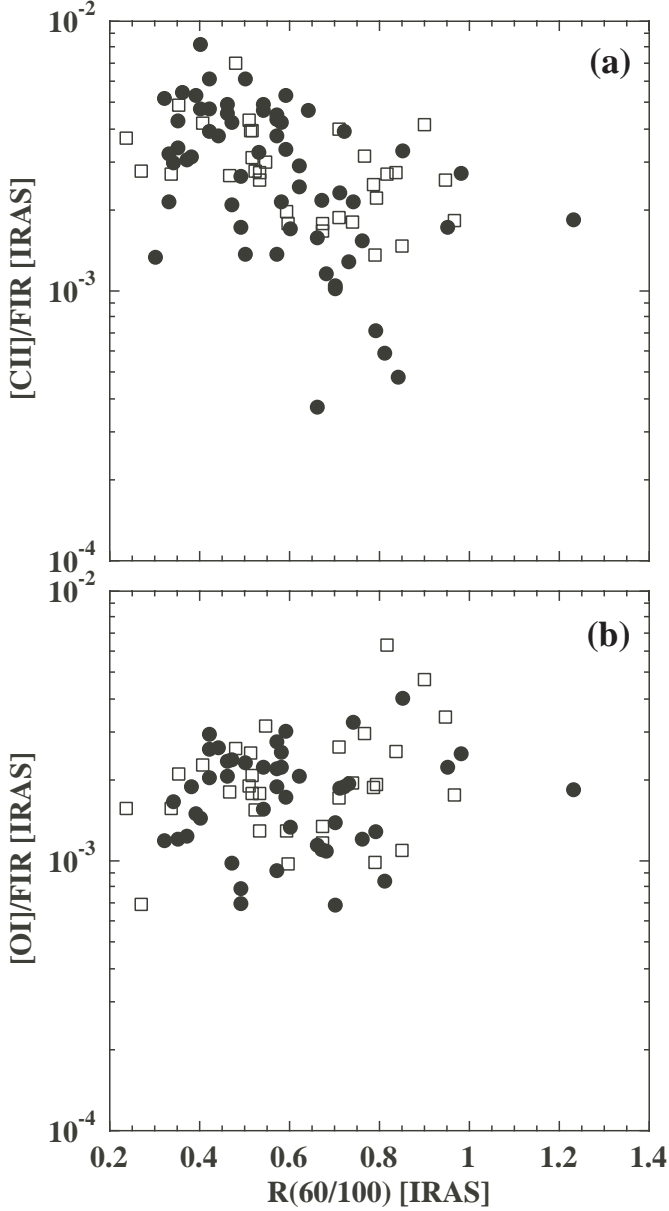 10^-2
(a)
10^-3
[CII]/FIR [IRAS]
10^-4
10^-2
(b)
10^-3
[OI]/FIR [IRAS]
10^-4
0.2 0.4 0.6 0.8 1 1.2 1.4
R(60/100) [IRAS]